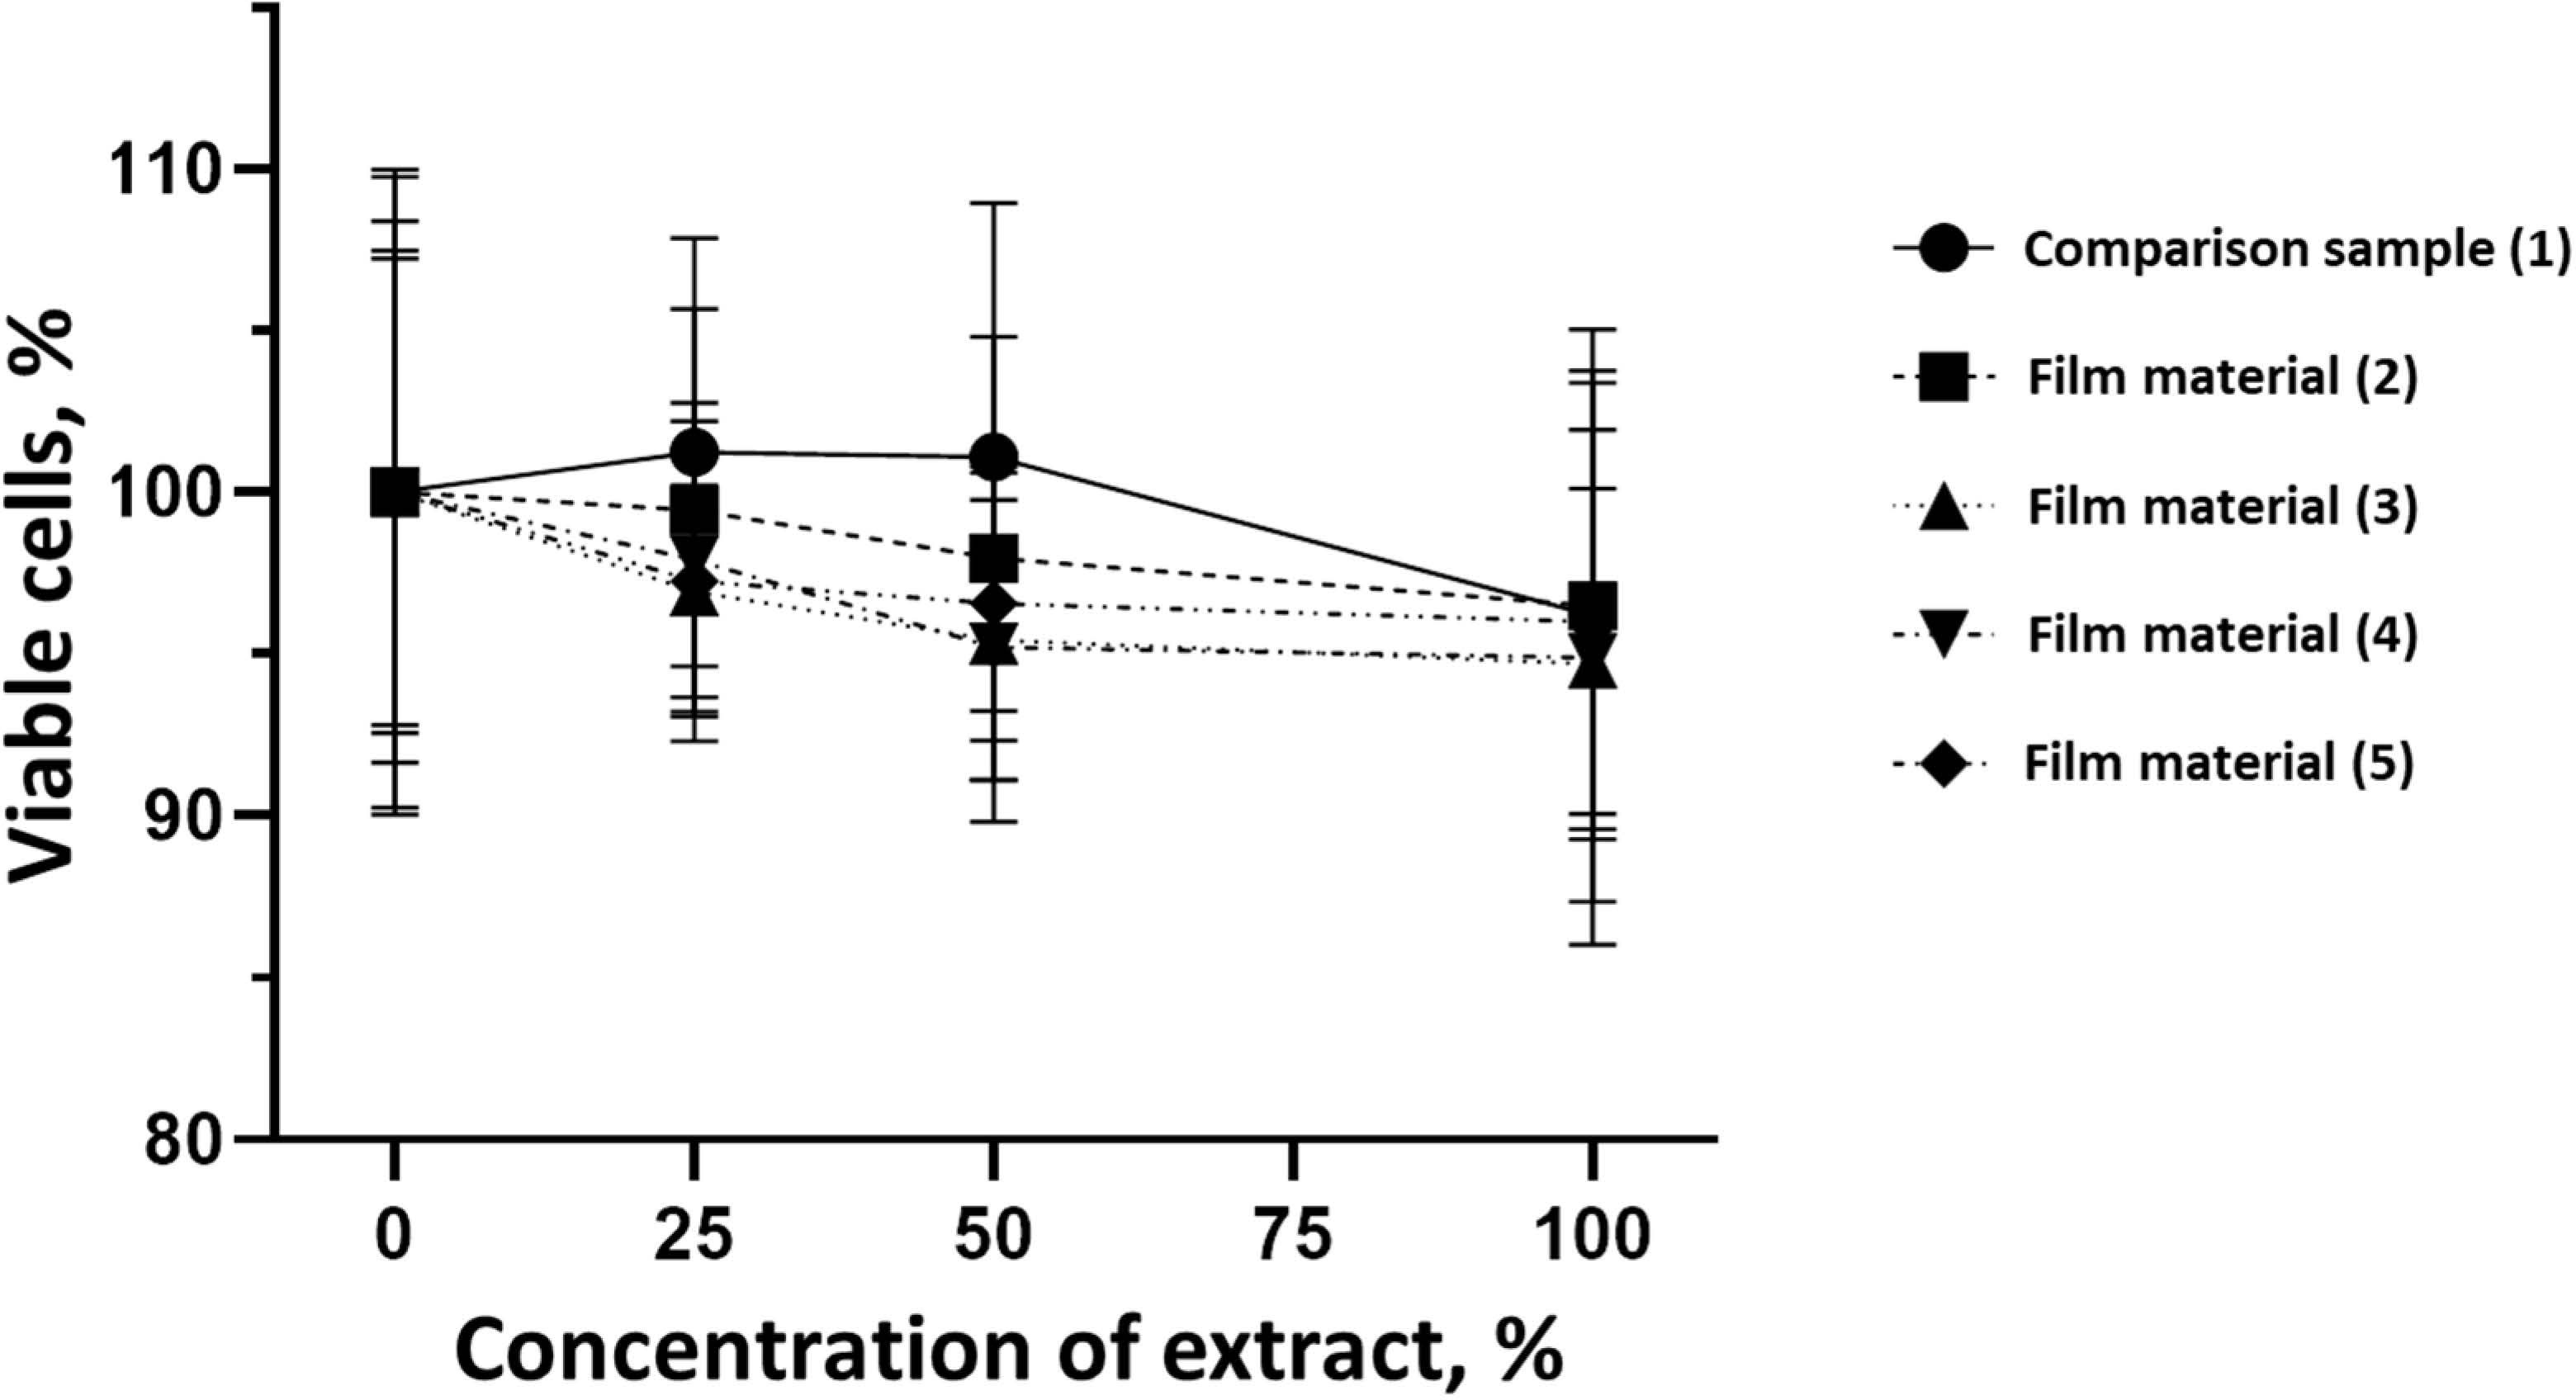 Viable cells, %
110
100
90
80
0 25 50 75 100
Concentration of extract, %
Comparison sample (1)
Film material (2)
Film material (3)
Film material (4)
Film material (5)